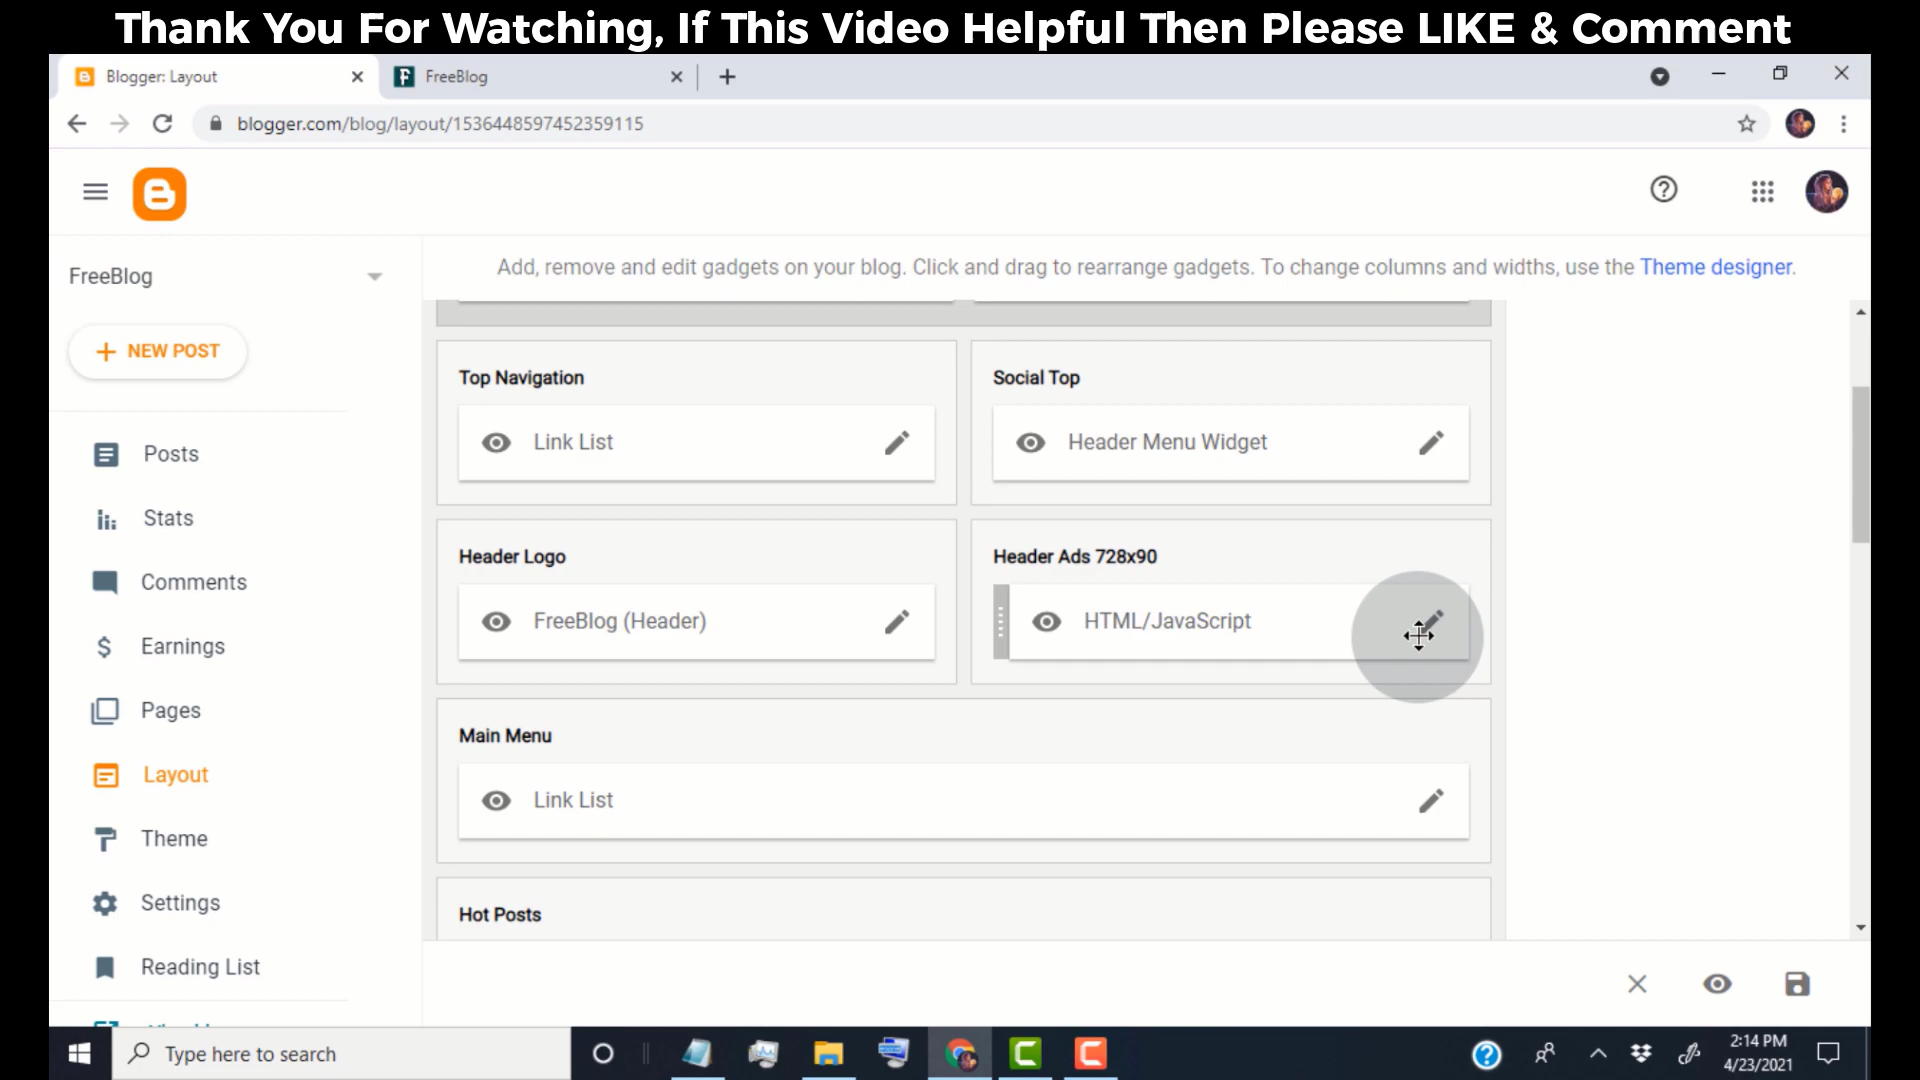 Thank You For Watching, If This Video Helpful Then Please LIKE & Comment
Blogger: Layout
FreeBlog
blogger.com/blog/layout/1536448597452359115
FreeBlog
Add, remove and edit gadgets on your blog. Click and drag to rearrange gadgets. To change columns and widths, use the Theme designer.
NEW POST
Top Navigation
Social Top
Link List
Header Menu Widget
Posts
Stats
Header Logo
Header Ads 728x90
Comments
FreeBlog (Header)
HTML/JavaScript
Earnings
Pages
Main Menu
Layout
Link List
Theme
Settings
Hot Posts
Reading List
Type here to search
2:14 PM
4/23/2021